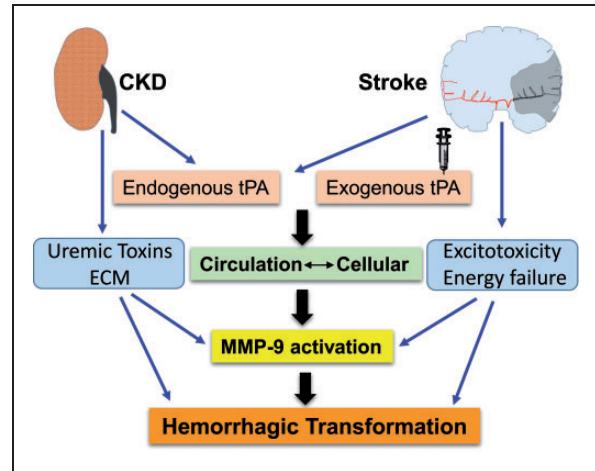 CKD
Stroke
Endogenous tPA
Exogenous tPA
Uremic Toxins
ECM
Circulation↔Cellular
Excitotoxicity
Energy failure
MMP-9 activation
Hemorrhagic Transformation